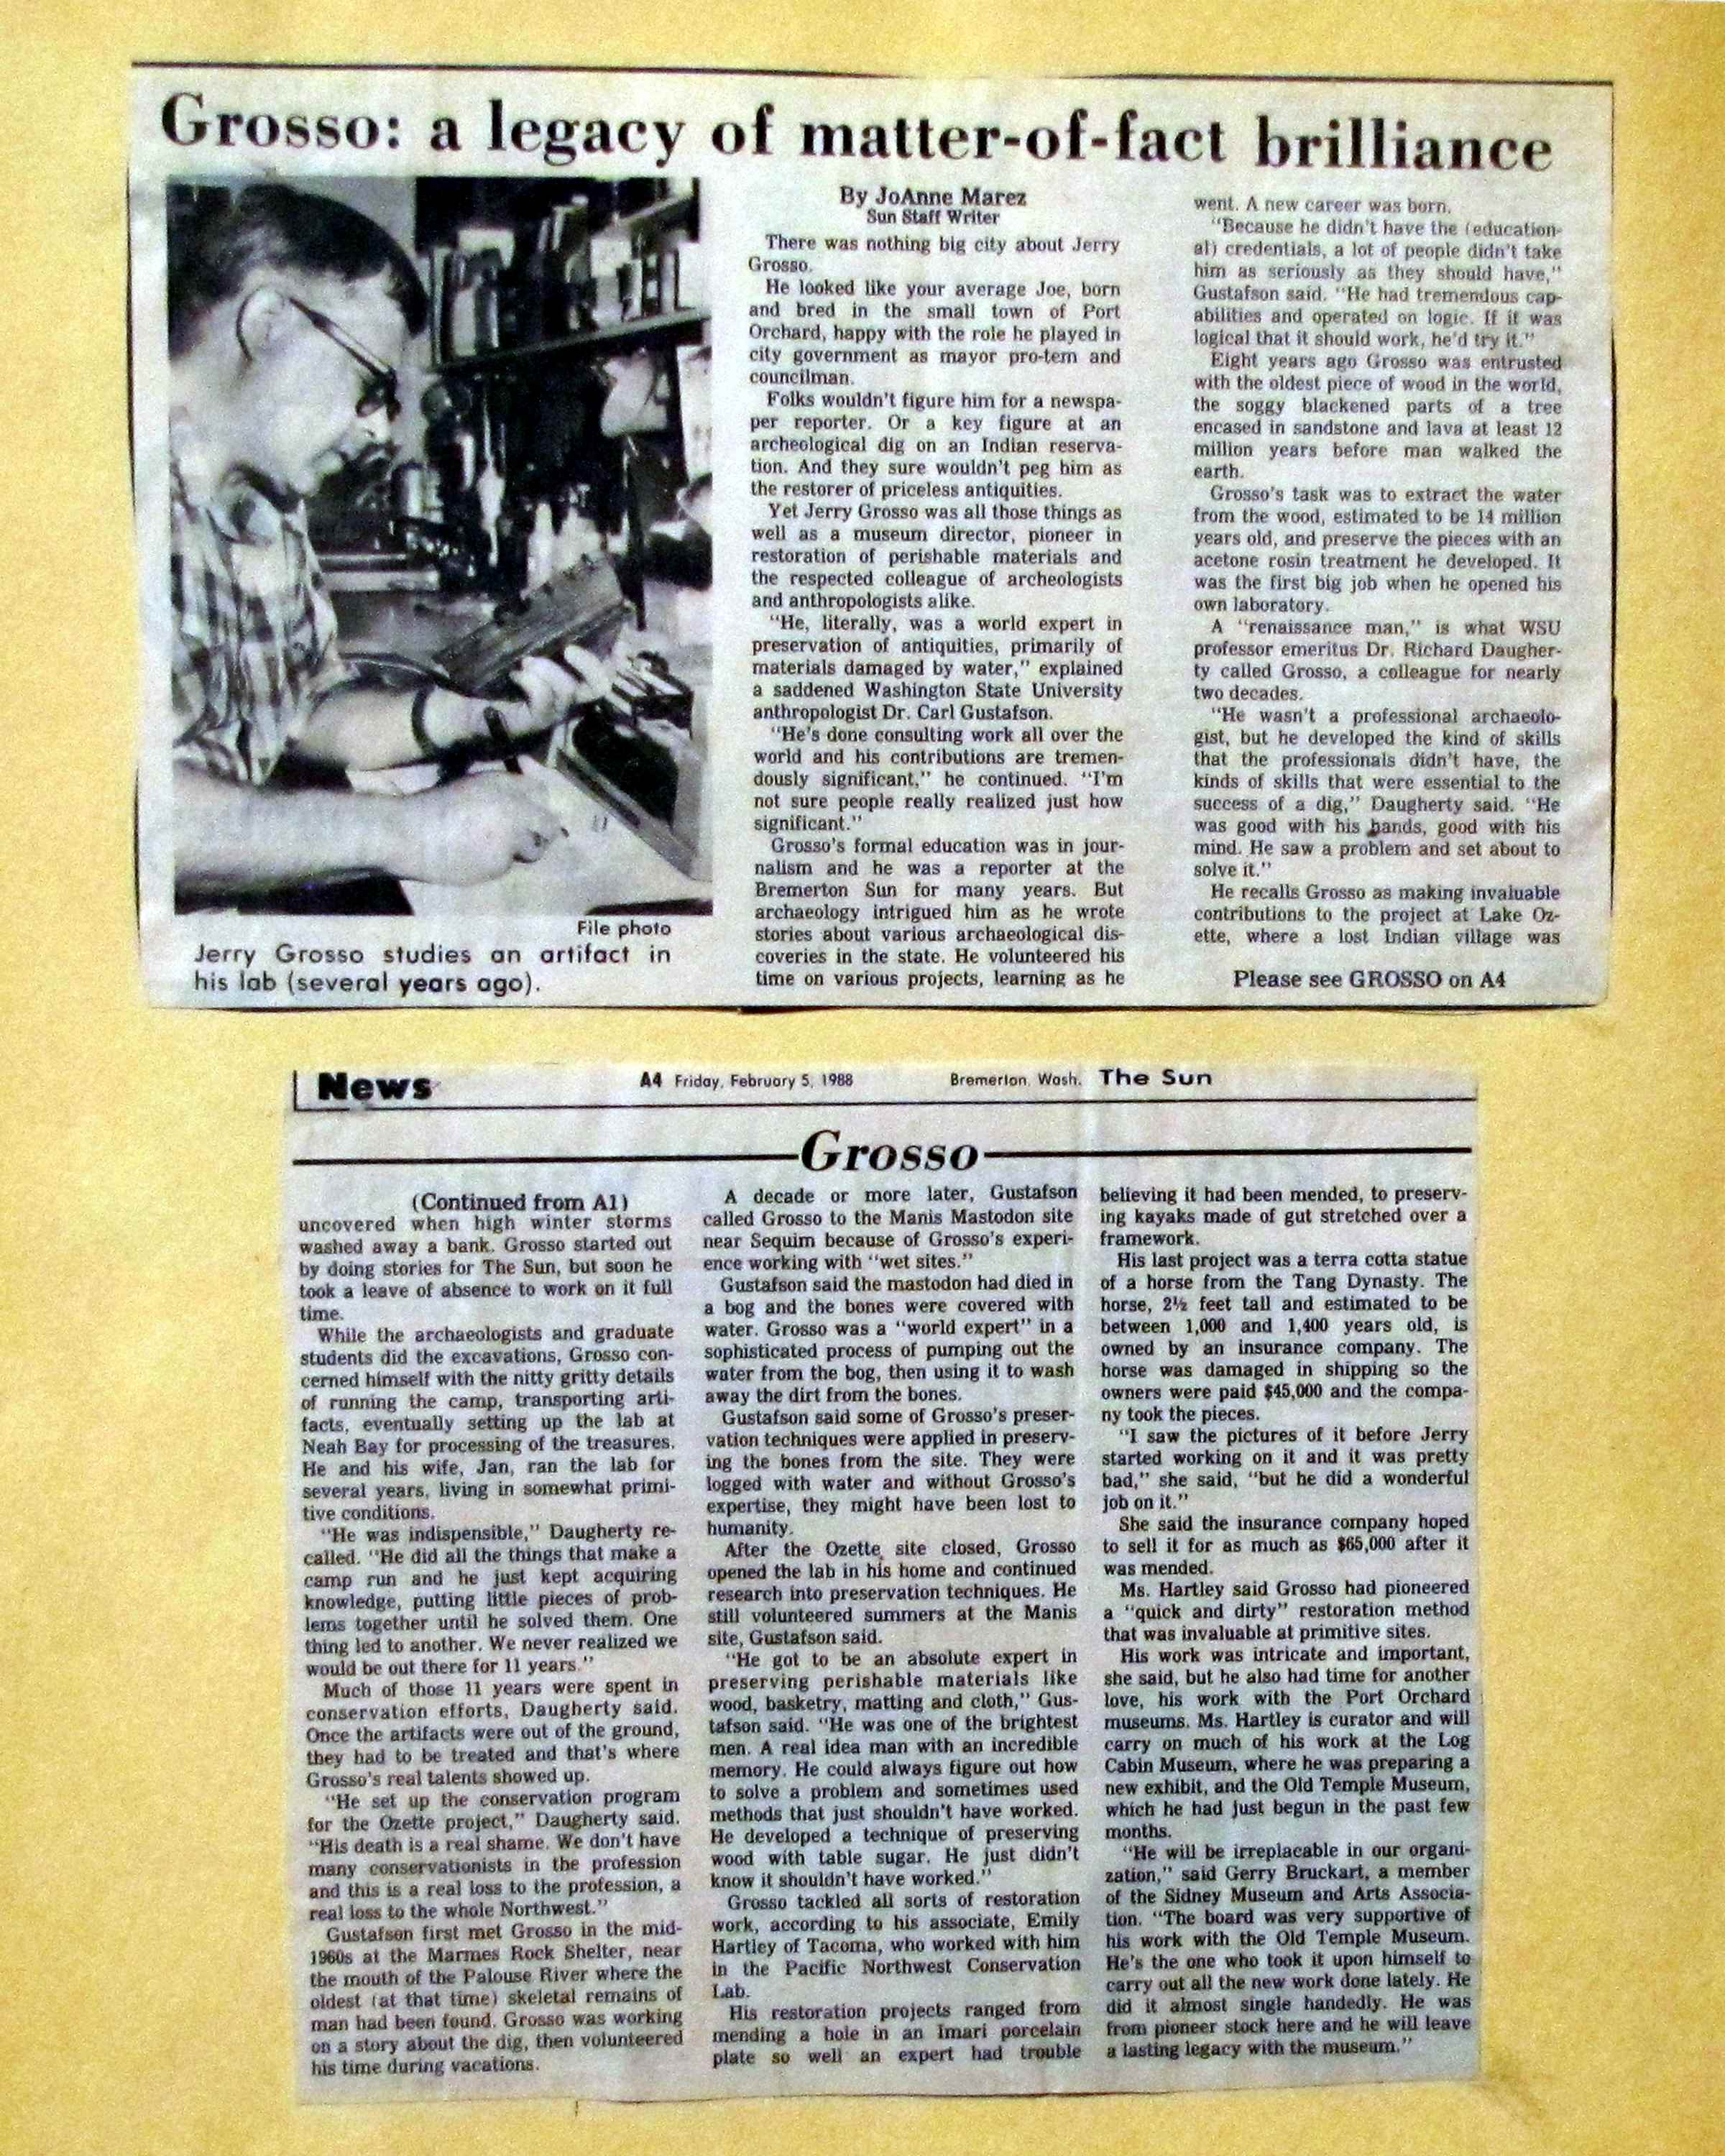 Grosso: a legacy of matter-of-fact brilliance
File photo
Jerry Grosso studies an artifact in
his lab (several years ago).
By JoAnne Marez
Sun Staff Writer
There was nothing big city about Jerry
Grosso.
He looked like your average Joe, born
and bred in the small town of Port
Orchard, happy with the role he played in
city government as mayor pro-tem and
councilman.
Folks wouldn't figure him for a newspa-
per reporter. Or a key figure at an
archeological dig on an Indian reserva-
tion. And they sure wouldn't peg him as
the restorer of priceless antiquities.
Yet Jerry Grosso was all those things as
well as a museum director, pioneer in
restoration of perishable materials and
the respected colleague of archeologists
and anthropologists alike.
"He, literally, was a world expert in
preservation of antiquities, primarily of
materials damaged by water," explained
a saddened Washington State University
anthropologist Dr. Carl Gustafson.
"He's done consulting work all over the
world and his contributions are tremen-
dously significant," he continued. "I'm
not sure people really realized just how
significant."
Grosso's formal education was in jour-
nalism and he was a reporter at the
Bremerton Sun for many years. But
archaeology intrigued him as he wrote
stories about various archaeological dis-
coveries in the state. He volunteered his
time on various projects, learning as he
went. A new career was born.
"Because he didn't have the (education-
al) credentials, a lot of people didn't take
him as seriously as they should have,"
Gustafson said. "He had tremendous cap-
abilities and operated on logic. If it was
logical that it should work, he'd try it."
Eight years ago Grosso was entrusted
with the oldest piece of wood in the world,
the soggy blackened parts of a tree
encased in sandstone and lava at least 12
million years before man walked the
earth.
Grosso's task was to extract the water
from the wood, estimated to be 14 million
years old, and preserve the pieces with an
acetone rosin treatment he developed. It
was the first big job when he opened his
own laboratory.
A "renaissance man," is what WSU
professor emeritus Dr. Richard Daugher-
ty called Grosso, a colleague for nearly
two decades.
"He wasn't a professional archaeolo-
gist, but he developed the kind of skills
that the professionals didn't have, the
kinds of skills that were essential to the
success of a dig," Daugherty said. "He
was good with his hands, good with his
mind. He saw a problem and set about to
solve it."
He recalls Grosso as making invaluable
contributions to the project at Lake Oz-
ette, where a lost Indian village was
Please see GROSSO on A4
News A4 Friday, February 5, 1988 Bremerton, Wash. The Sun
Grosso
(Continued from A1)
uncovered when high winter storms
washed away a bank. Grosso started out
by doing stories for The Sun, but soon he
took a leave of absence to work on it full
time.
While the archaeologists and graduate
students did the excavations, Grosso con-
cerned himself with the nitty gritty details
of running the camp, transporting arti-
facts, eventually setting up the lab at
Neah Bay for processing of the treasures.
He and his wife, Jan, ran the lab for
several years, living in somewhat primi-
tive conditions.
"He was indispensible," Daugherty re-
called. "He did all the things that make a
camp run and he just kept acquiring
knowledge, putting little pieces of prob-
lems together until he solved them. One
thing led to another. We never realized we
would be out there for 11 years."
Much of those 11 years were spent in
conservation efforts, Daugherty said.
Once the artifacts were out of the ground,
they had to be treated and that's where
Grosso's real talents showed up.
"He set up the conservation program
for the Ozette project," Daugherty said.
"His death is a real shame. We don't have
many conservationists in the profession
and this is a real loss to the profession, a
real loss to the whole Northwest."
Gustafson first met Grosso in the mid-
1960s at the Marmes Rock Shelter, near
the mouth of the Palouse River where the
oldest (at that time) skeletal remains of
man had been found. Grosso was working
on a story about the dig, then volunteered
his time during vacations.
A decade or more later, Gustafson
called Grosso to the Manis Mastodon site
near Sequim because of Grosso's experi-
ence working with "wet sites."
Gustafson said the mastodon had died in
a bog and the bones were covered with
water. Grosso was a "world expert" in a
sophisticated process of pumping out the
water from the bog, then using it to wash
away the dirt from the bones.
Gustafson said some of Grosso's preser-
vation techniques were applied in preserv-
ing the bones from the site. They were
logged with water and without Grosso's
expertise, they might have been lost to
humanity.
After the Ozette site closed, Grosso
opened the lab in his home and continued
research into preservation techniques. He
still volunteered summers at the Manis
site, Gustafson said.
"He got to be an absolute expert in
preserving perishable materials like
wood, basketry, matting and cloth," Gus-
tafson said. "He was one of the brightest
men. A real idea man with an incredible
memory. He could always figure out how
to solve a problem and sometimes used
methods that just shouldn't have worked.
He developed a technique of preserving
wood with table sugar. He just didn't
know it shouldn't have worked."
Grosso tackled all sorts of restoration
work, according to his associate, Emily
Hartley of Tacoma, who worked with him
in the Pacific Northwest Conservation
Lab.
His restoration projects ranged from
mending a hole in an Imari porcelain
plate so well an expert had trouble
believing it had been mended, to preserv-
ing kayaks made of gut stretched over a
framework.
His last project was a terra cotta statue
of a horse from the Tang Dynasty. The
horse, 2½ feet tall and estimated to be
between 1,000 and 1,400 years old, is
owned by an insurance company. The
horse was damaged in shipping so the
owners were paid $45,000 and the compa-
ny took the pieces.
"I saw the pictures of it before Jerry
started working on it and it was pretty
bad," she said, "but he did a wonderful
job on it."
She said the insurance company hoped
to sell it for as much as $65,000 after it
was mended.
Ms. Hartley said Grosso had pioneered
a "quick and dirty" restoration method
that was invaluable at primitive sites.
His work was intricate and important,
she said, but he also had time for another
love, his work with the Port Orchard
museums. Ms. Hartley is curator and will
carry on much of his work at the Log
Cabin Museum, where he was preparing a
new exhibit, and the Old Temple Museum,
which he had just begun in the past few
months.
"He will be irreplacable in our organi-
zation," said Gerry Bruckart, a member
of the Sidney Museum and Arts Associa-
tion. "The board was very supportive of
his work with the Old Temple Museum.
He's the one who took it upon himself to
carry out all the new work done lately. He
did it almost single handedly. He was
from pioneer stock here and he will leave
a lasting legacy with the museum."